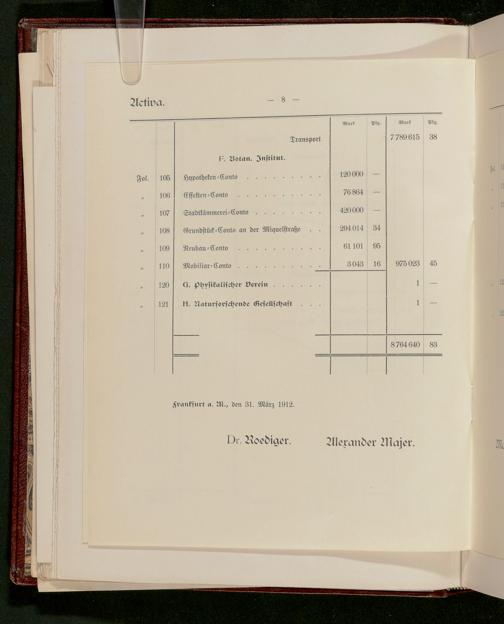 Activa. — 8 —
Mark Pfg. Mark Pfg.
Transport 7 789 615 38
F. Botan. Institut.
Fol. 105 Hypotheken-Conto . . . . . . . . . . 120 000 —
„ 106 Effekten-Conto . . . . . . . . . . 76 864 —
„ 107 Stadtkämmerei-Conto . . . . . . . . 420 000 —
„ 108 Grundstück-Conto an der Miquelstraße . . 294 014 34
„ 109 Neubau-Conto . . . . . . . . . . 61 101 95
„ 110 Mobiliar-Conto . . . . . . . . . . 3 043 16 975 023 45
„ 120 G. Physikalischer Verein . . . . . . 1 —
„ 121 H. Naturforschende Gesellschaft . . . 1 —
8 764 640 83
Frankfurt a. M., den 31. März 1912.
Dr. Roediger. Alexander Majer.